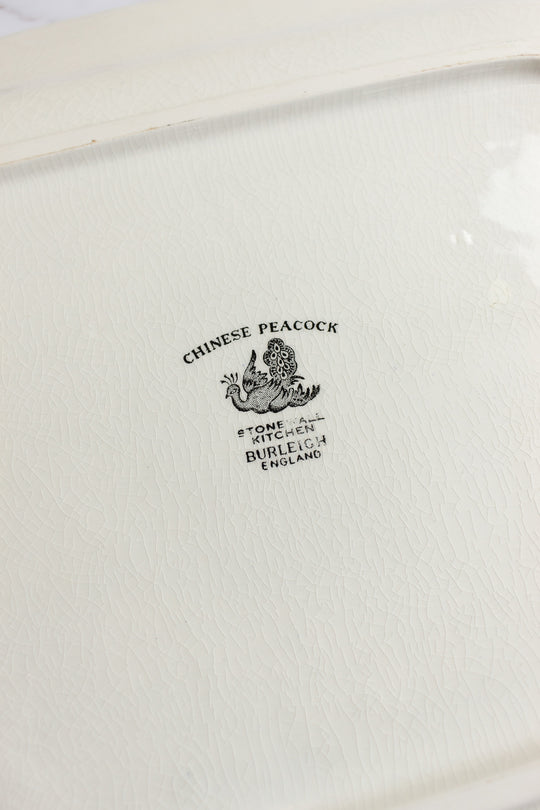 CHINESE PEACOCK
STONEWALL
KITCHEN
BURLEIGH
ENGLAND